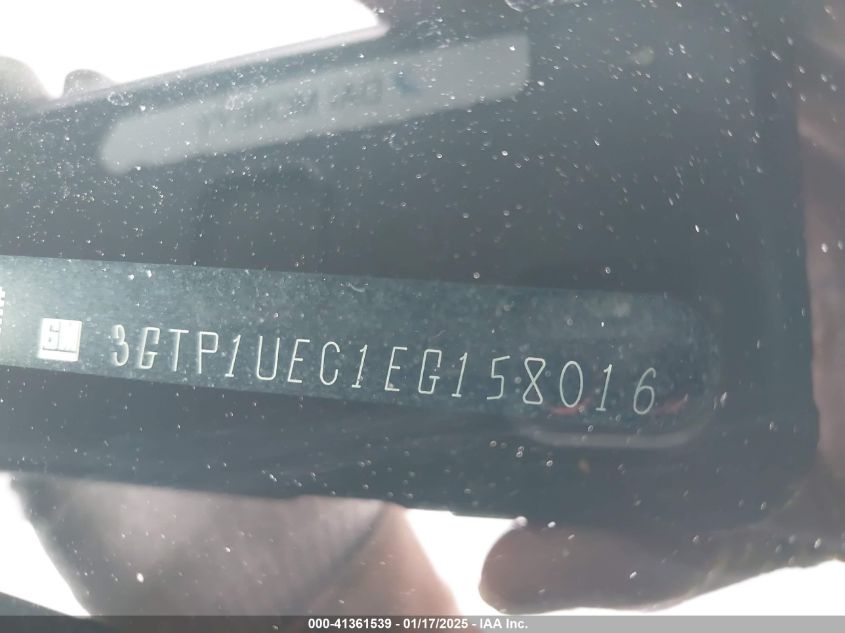 GM
3GTP1UEC1EG158016
000-41361539 - 01/17/2025 - IAA Inc.